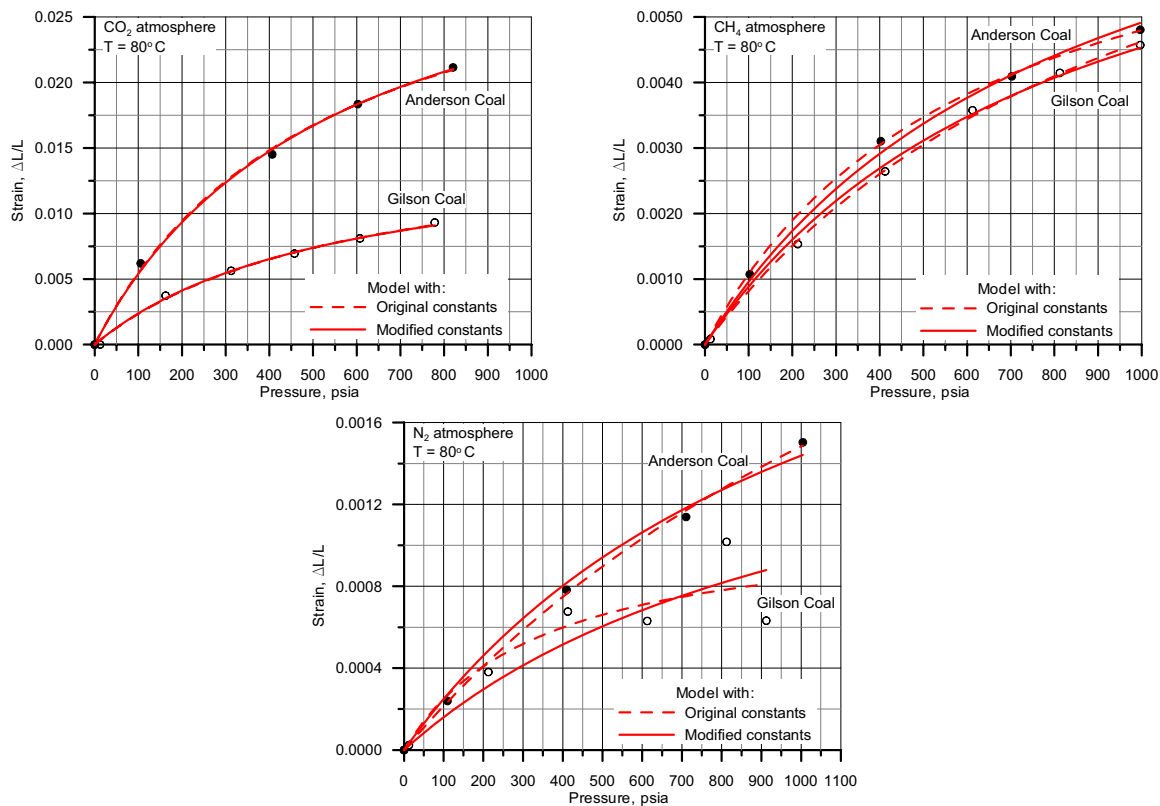 CO2 atmosphere
T = 80o C
0.025
0.020
0.015
0.010
0.005
0.000
Strain, ΔL/L
Anderson Coal
Gilson Coal
Model with:
Original constants
Modified constants
0 100 200 300 400 500 600 700 800 900 1000
Pressure, psia
CH4 atmosphere
T = 80o C
0.0050
0.0040
0.0030
0.0020
0.0010
0.0000
Strain, ΔL/L
Anderson Coal
Gilson Coal
Model with:
Original constants
Modified constants
0 100 200 300 400 500 600 700 800 900 1000
Pressure, psia
N2 atmosphere
T = 80o C
0.0016
0.0012
0.0008
0.0004
0.0000
Strain, ΔL/L
Anderson Coal
Gilson Coal
Model with:
Original constants
Modified constants
0 100 200 300 400 500 600 700 800 900 1000 1100
Pressure, psia